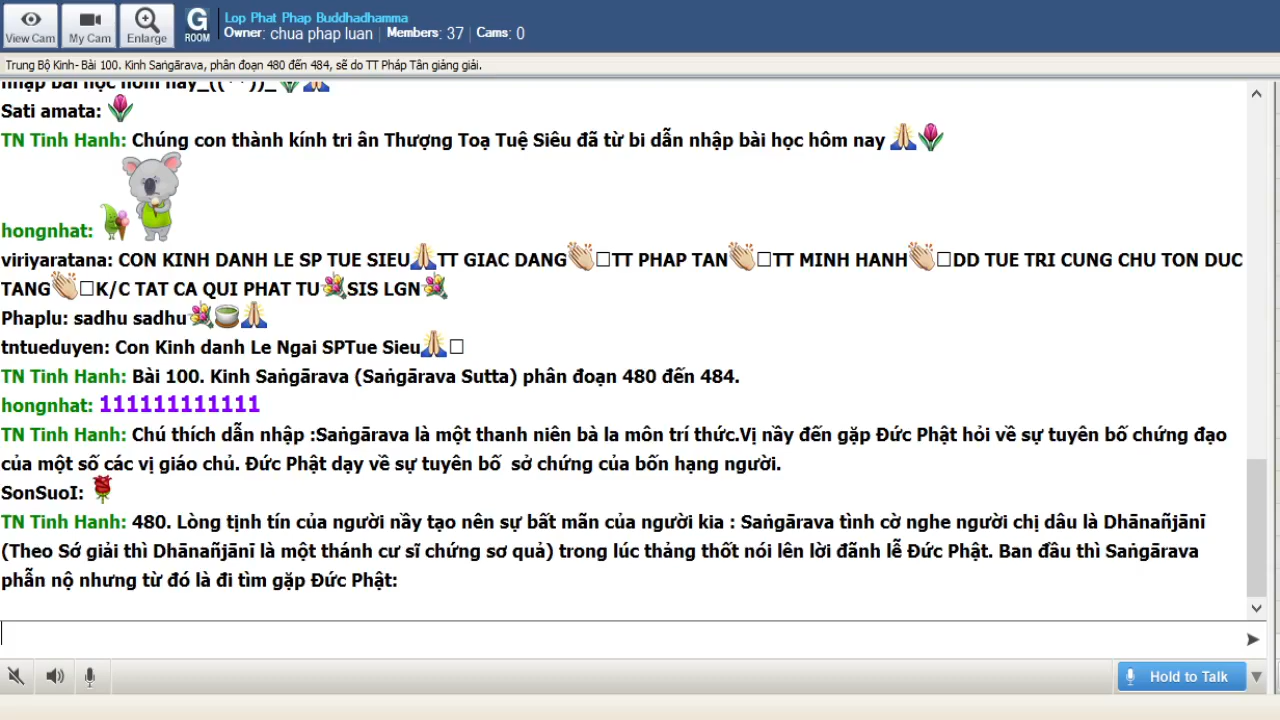 Lop Phat Phap Buddhadhamma
Owner: chua pháp luan | Members: 37 | Cams: 0
View Cam
My Cam
Enlarge
G ROOM
Trung Bộ Kinh- Bài 100. Kinh Saṅgārava, phân đoạn 480 đến 484, sẽ do TT Pháp Tân giảng giải.
nhập bài học hôm nay_((**))_
Sati amata:
TN Tinh Hanh: Chúng con thành kính tri ân Thượng Toạ Tuệ Siêu đã từ bi dẫn nhập bài học hôm nay
hongnhat:
viriyaratana: CON KINH DANH LE SP TUE SIEU TT GIAC DANG TT PHAP TAN TT MINH HANH DD TUE TRI CUNG CHU TON DUC
TANG K/C TAT CA QUI PHAT TU SIS LGN
Phaplu: sadhu sadhu
tntueduyen: Con Kinh danh Le Ngai SPTue Sieu
TN Tinh Hanh: Bài 100. Kinh Saṅgārava (Saṅgārava Sutta) phân đoạn 480 đến 484.
hongnhat: 111111111111
TN Tinh Hanh: Chú thích dẫn nhập :Saṅgārava là một thanh niên bà la môn trí thức.Vị nầy đến gặp Đức Phật hỏi về sự tuyên bố chứng đạo
của một số các vị giáo chủ. Đức Phật dạy về sự tuyên bố sở chứng của bốn hạng người.
SonSuoI:
TN Tinh Hanh: 480. Lòng tịnh tín của người nầy tạo nên sự bất mãn của người kia : Saṅgārava tình cờ nghe người chị dâu là Dhānañjānī
(Theo Sớ giải thì Dhānañjānī là một thánh cư sĩ chứng sơ quả) trong lúc thảng thốt nói lên lời đãnh lễ Đức Phật. Ban đầu thì Saṅgārava
phẫn nộ nhưng từ đó là đi tìm gặp Đức Phật:
Hold to Talk